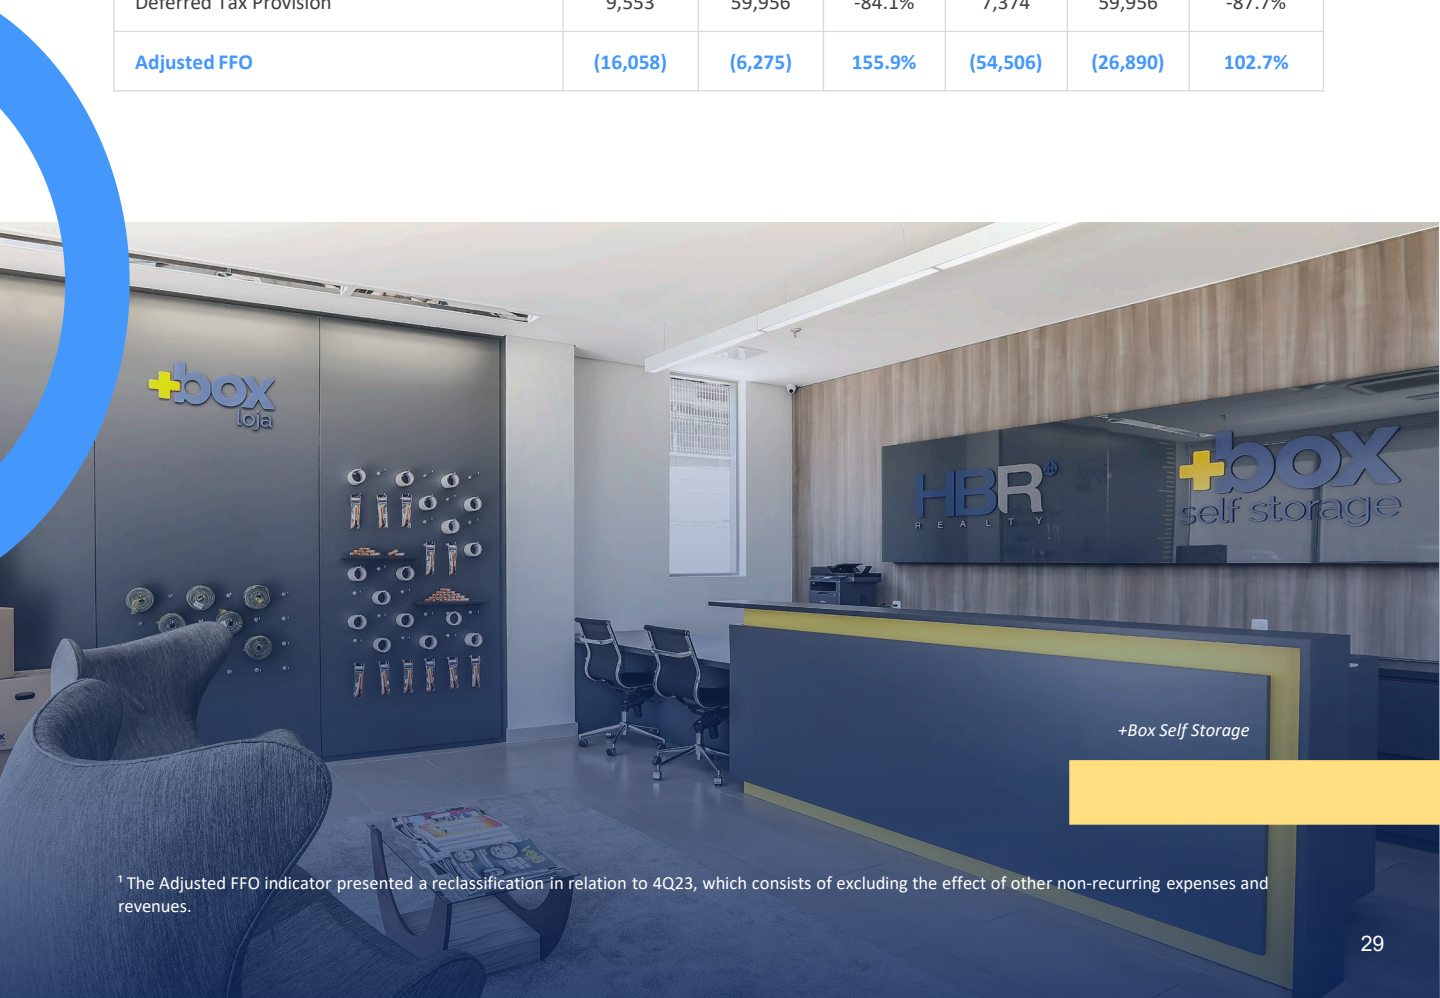 Deferred Tax Provision 9,553 59,956 -84.1% 7,374 59,956 -87.7%
Adjusted FFO (16,058) (6,275) 155.9% (54,506) (26,890) 102.7%
+box
loja
HBR
REALTY
+box
self storage
+Box Self Storage
¹ The Adjusted FFO indicator presented a reclassification in relation to 4Q23, which consists of excluding the effect of other non-recurring expenses and
revenues.
29